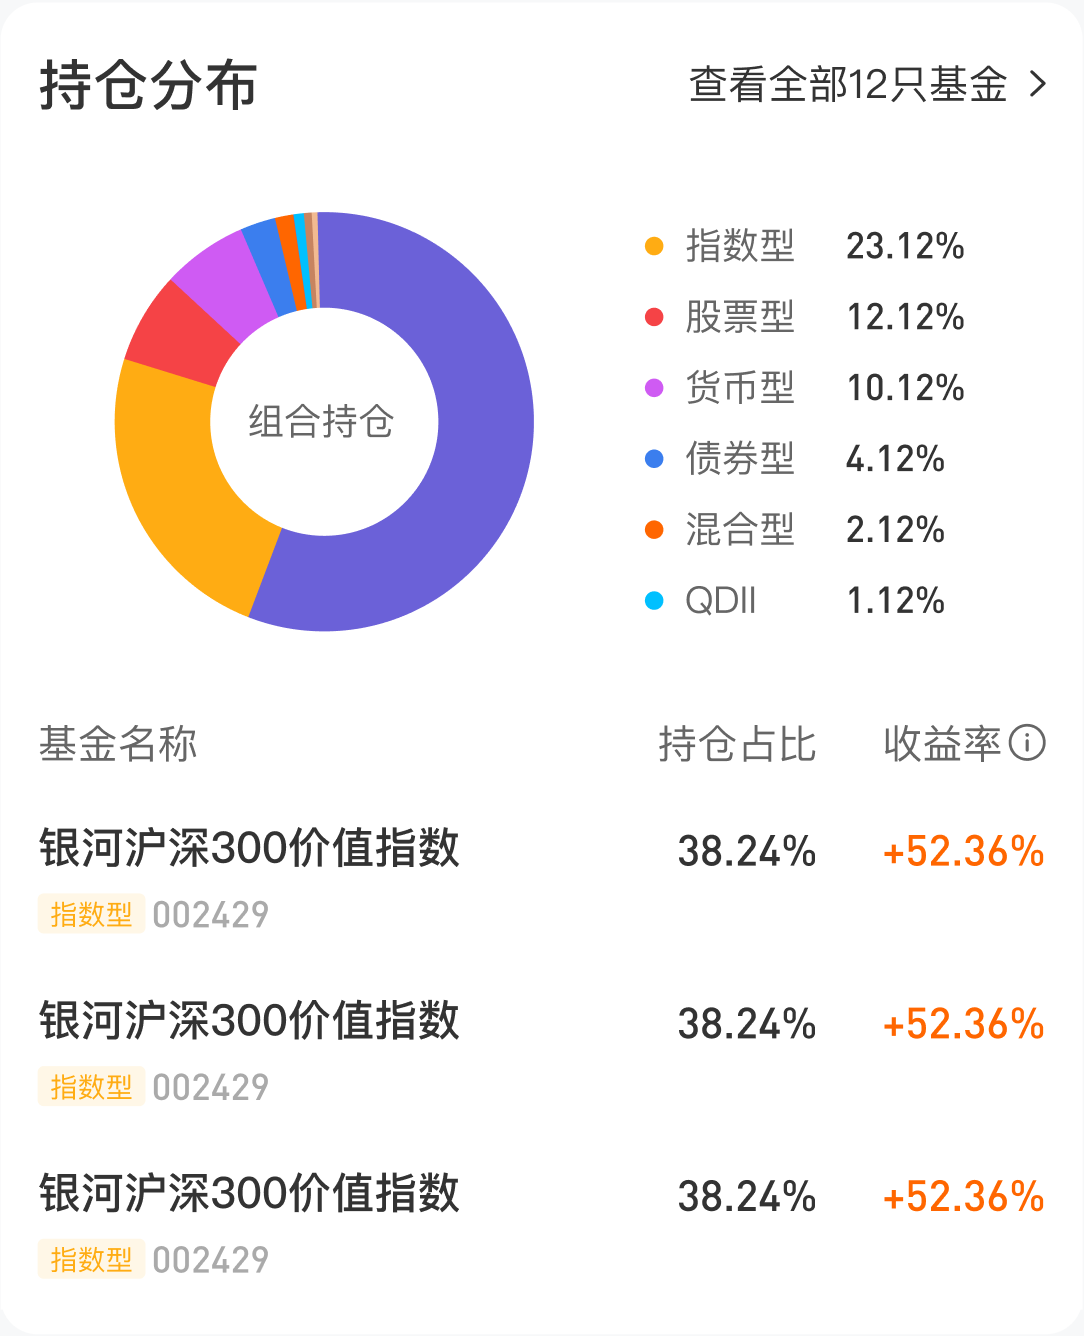 持仓分布
查看全部12只基金
组合持仓
指数型 23.12%
股票型 12.12%
货币型 10.12%
债券型 4.12%
混合型 2.12%
QDII 1.12%
基金名称 持仓占比 收益率
银河沪深300价值指数 38.24% +52.36%
指数型 002429
银河沪深300价值指数 38.24% +52.36%
指数型 002429
银河沪深300价值指数 38.24% +52.36%
指数型 002429